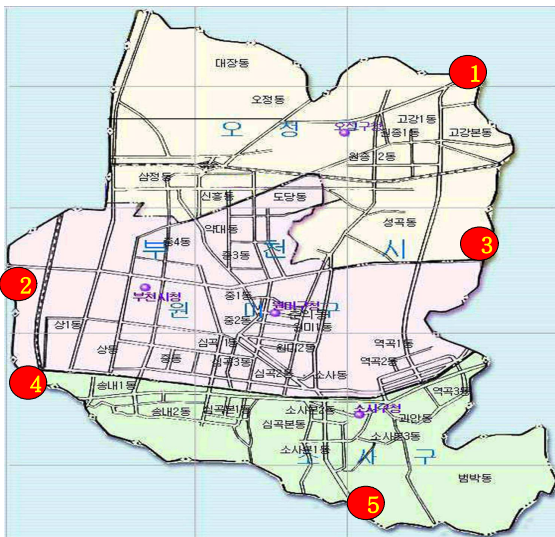 1
대장동
오정동
고강1동
오 정
오정구청
원종1동
고강본동
원종2동
삼정동
신흥동
도당동
성곡동
약대동
부 천 시
중4동
3
중3동
2
부천시청
중1동
원미구청
원 미 구
중2동
원미1동
상1동
역곡1동
상동
중동
심곡1동
원미2동
심곡3동
심곡2동
소사동
역곡2동
4
송내1동
송내2동
심곡본1동
소사본2동
소사구청
역곡3동
심곡본동
괴안동
소사본1동
소사본3동
소 사 구
범박동
5